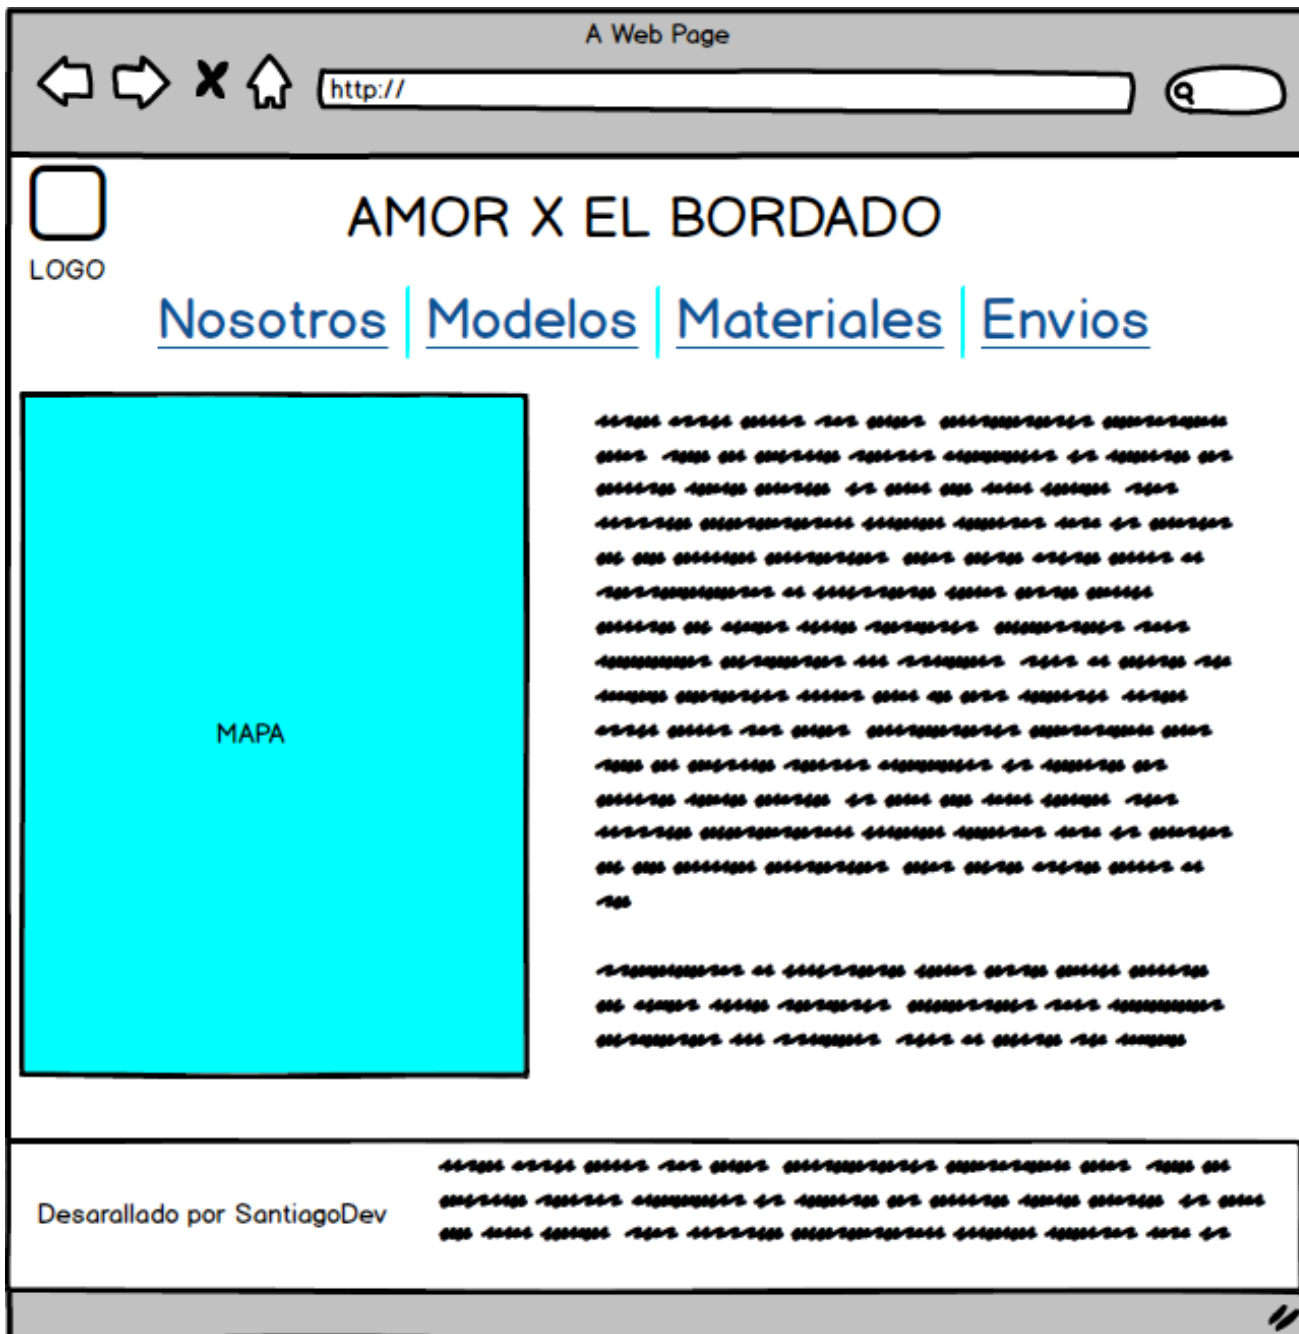 A Web Page
http://
AMOR X EL BORDADO
LOGO
Nosotros Modelos Materiales Envios
MAPA
Desarallado por SantiagoDev